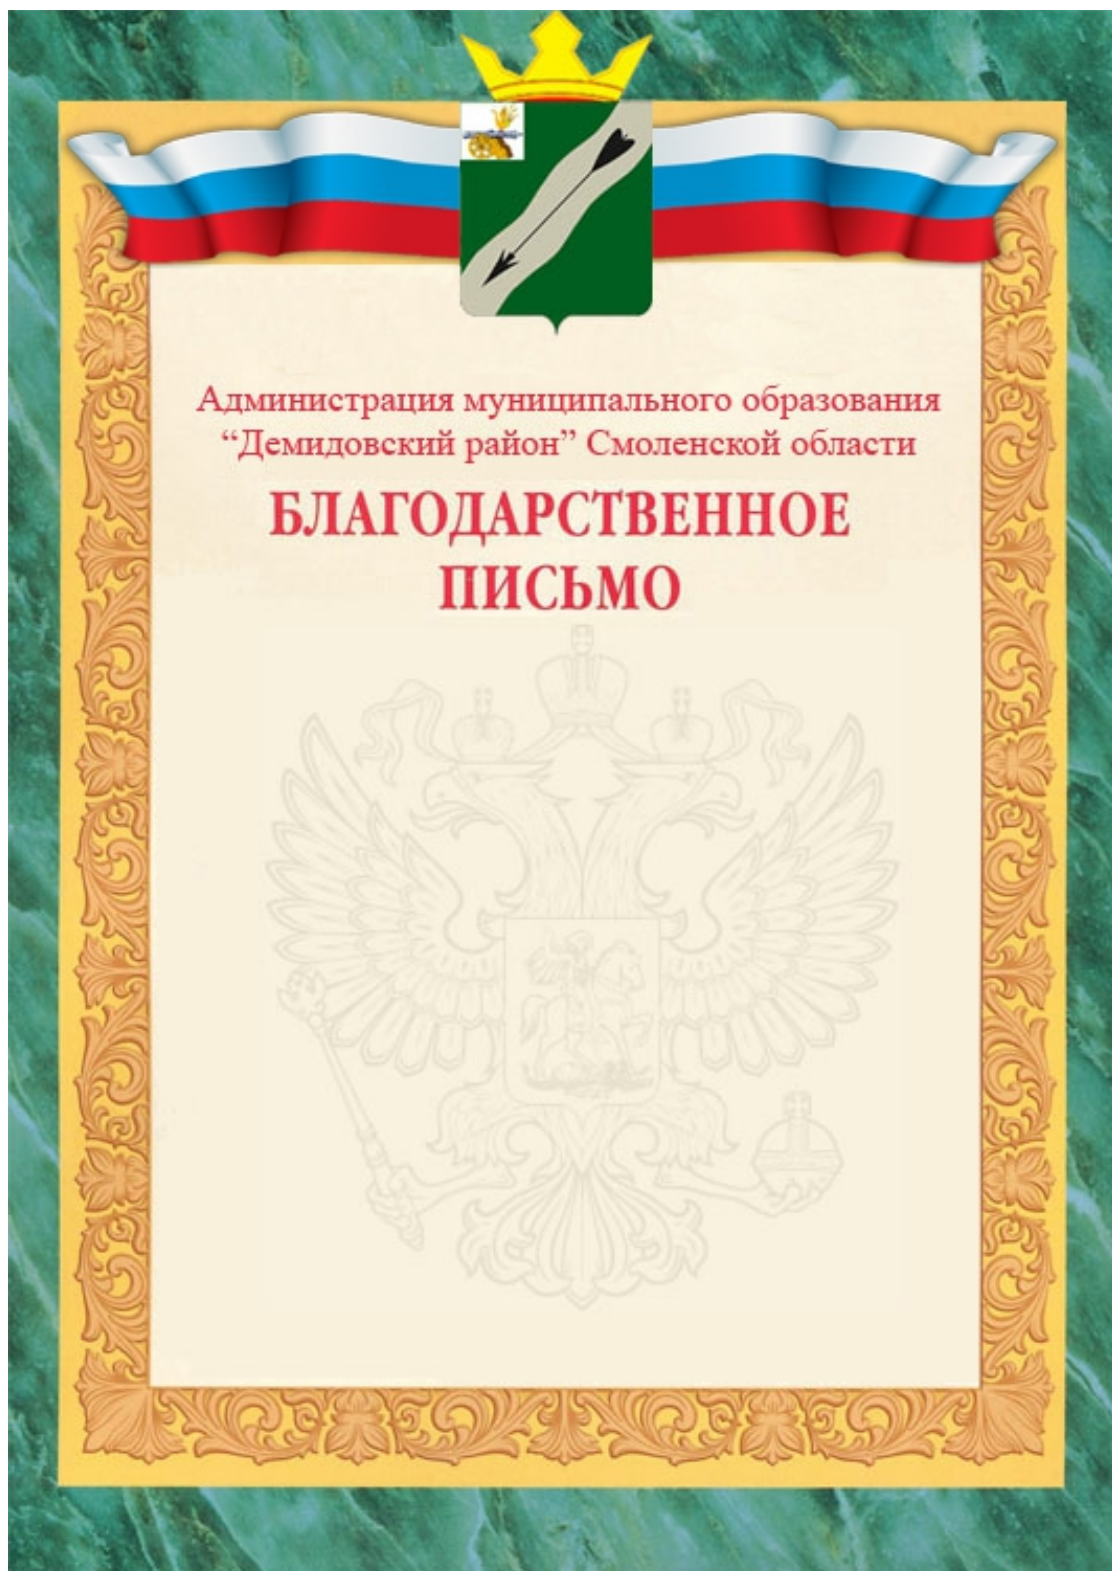 Администрация муниципального образования
“Демидовский район” Смоленской области
БЛАГОДАРСТВЕННОЕ
ПИСЬМО